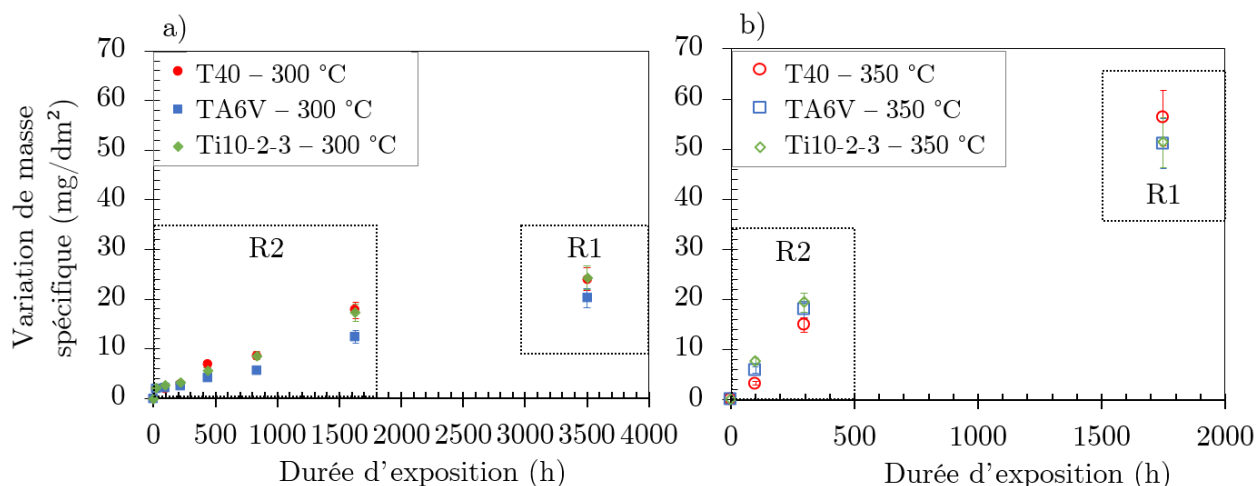 Variation de masse
spécifique (mg/dm²)
a)
70
60
50
40
30
20
10
0
T40 – 300 °C
TA6V – 300 °C
Ti10-2-3 – 300 °C
R2
R1
0 500 1000 1500 2000 2500 3000 3500 4000
Durée d’exposition (h)
b)
70
60
50
40
30
20
10
0
T40 – 350 °C
TA6V – 350 °C
Ti10-2-3 – 350 °C
R1
R2
0 500 1000 1500 2000
Durée d’exposition (h)